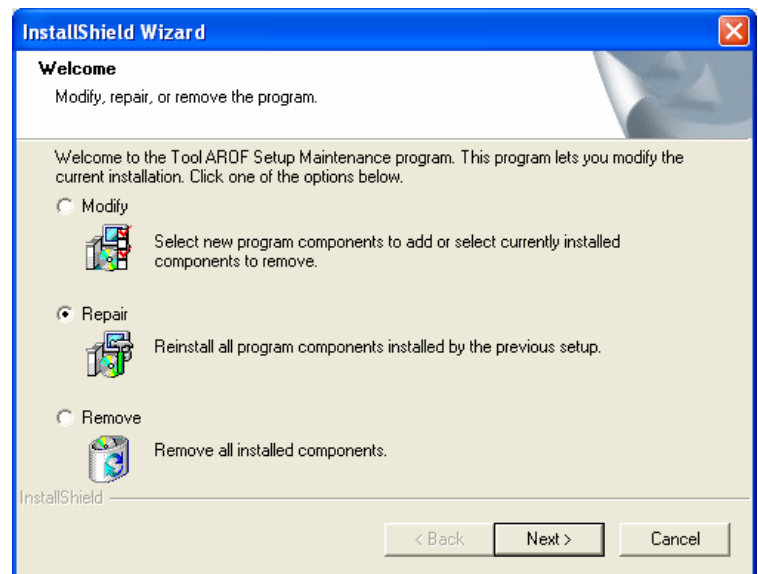 InstallShield Wizard
Welcome
Modify, repair, or remove the program.
Welcome to the Tool AROF Setup Maintenance program. This program lets you modify the
current installation. Click one of the options below.
Modify
Select new program components to add or select currently installed
components to remove.
Repair
Reinstall all program components installed by the previous setup.
Remove
Remove all installed components.
InstallShield
< Back Next > Cancel